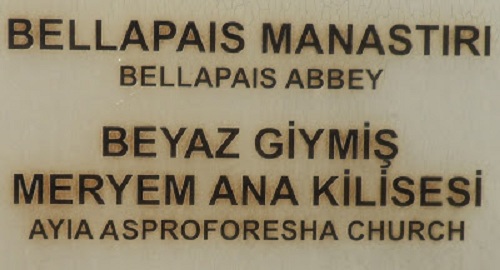 BELLAPAIS MANASTIRI
BELLAPAIS ABBEY
BEYAZ GİYMİŞ
MERYEM ANA KİLİSESİ
AYIA ASPROFORESHA CHURCH